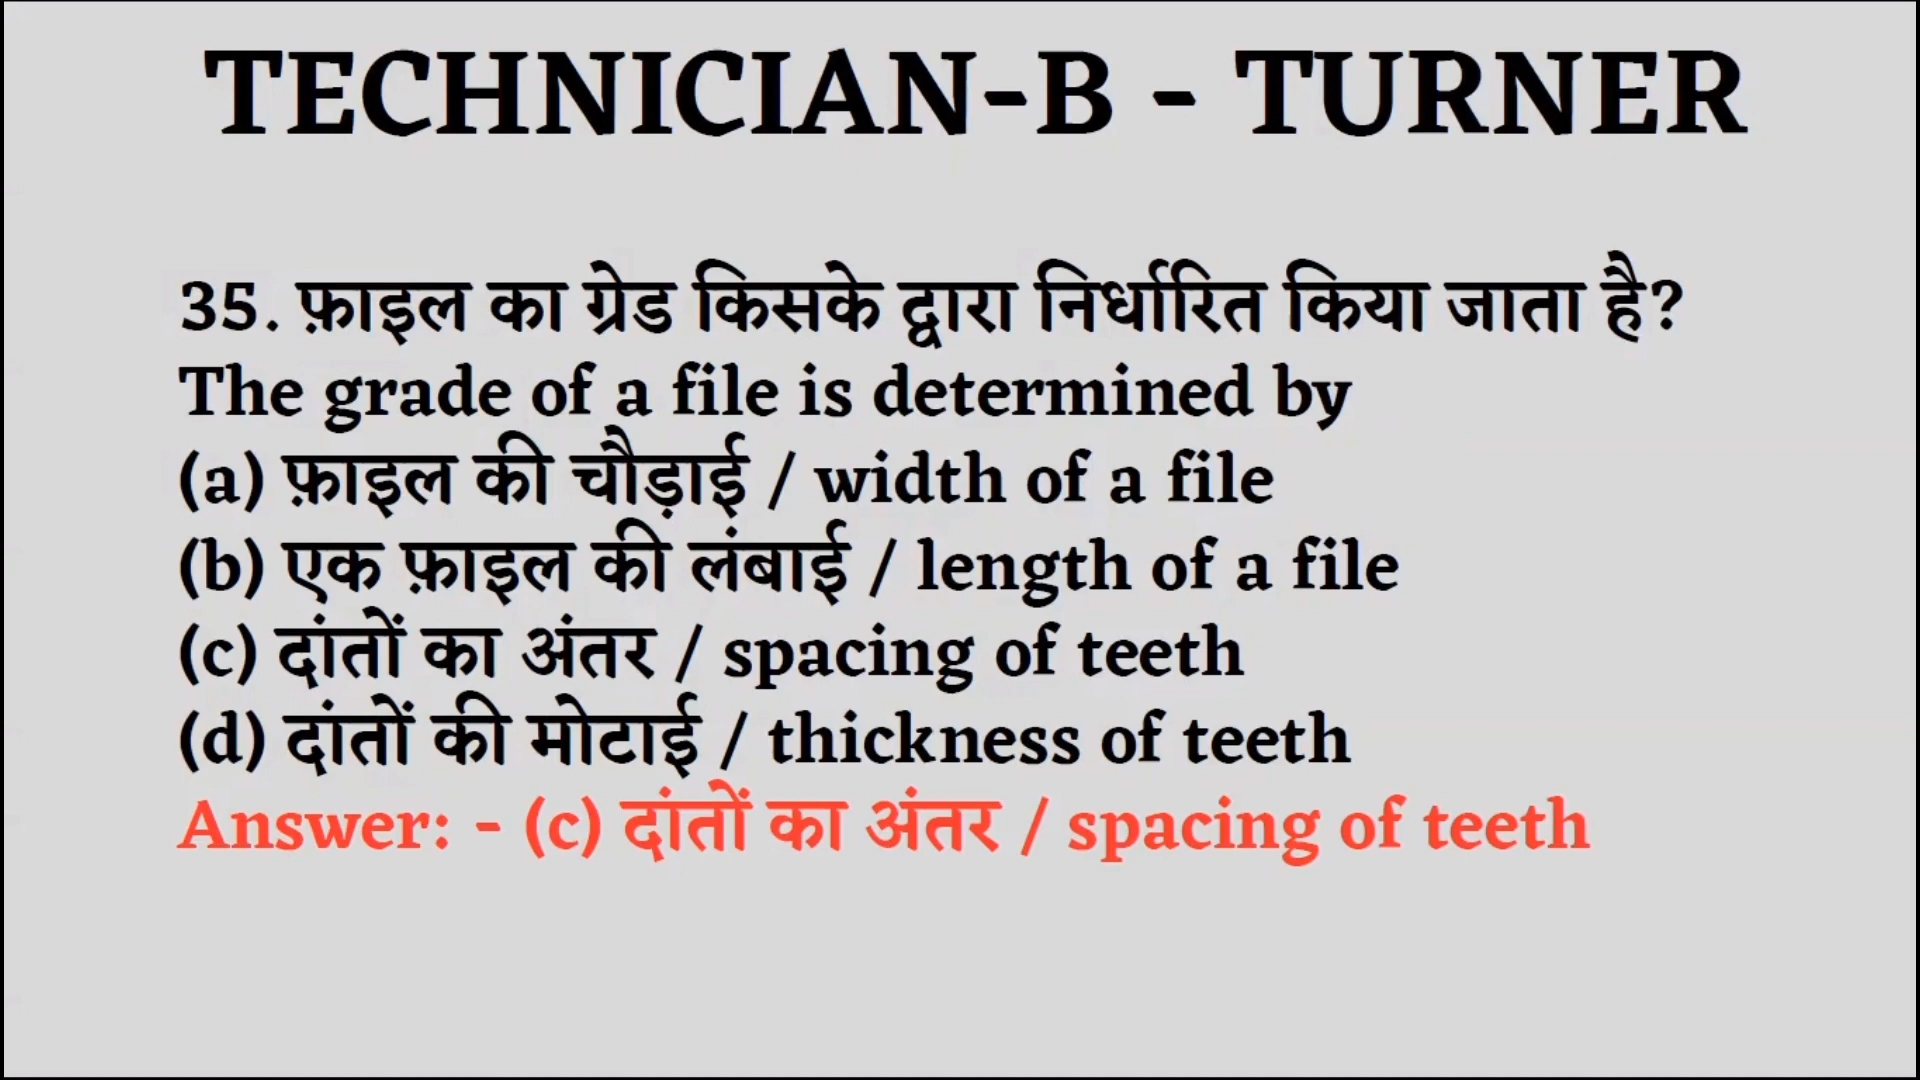 TECHNICIAN-B - TURNER
35. फ़ाइल का ग्रेड किसके द्वारा निर्धारित किया जाता है?
The grade of a file is determined by
(a) फ़ाइल की चौड़ाई / width of a file
(b) एक फ़ाइल की लंबाई / length of a file
(c) दांतों का अंतर / spacing of teeth
(d) दांतों की मोटाई / thickness of teeth
Answer: - (c) दांतों का अंतर / spacing of teeth